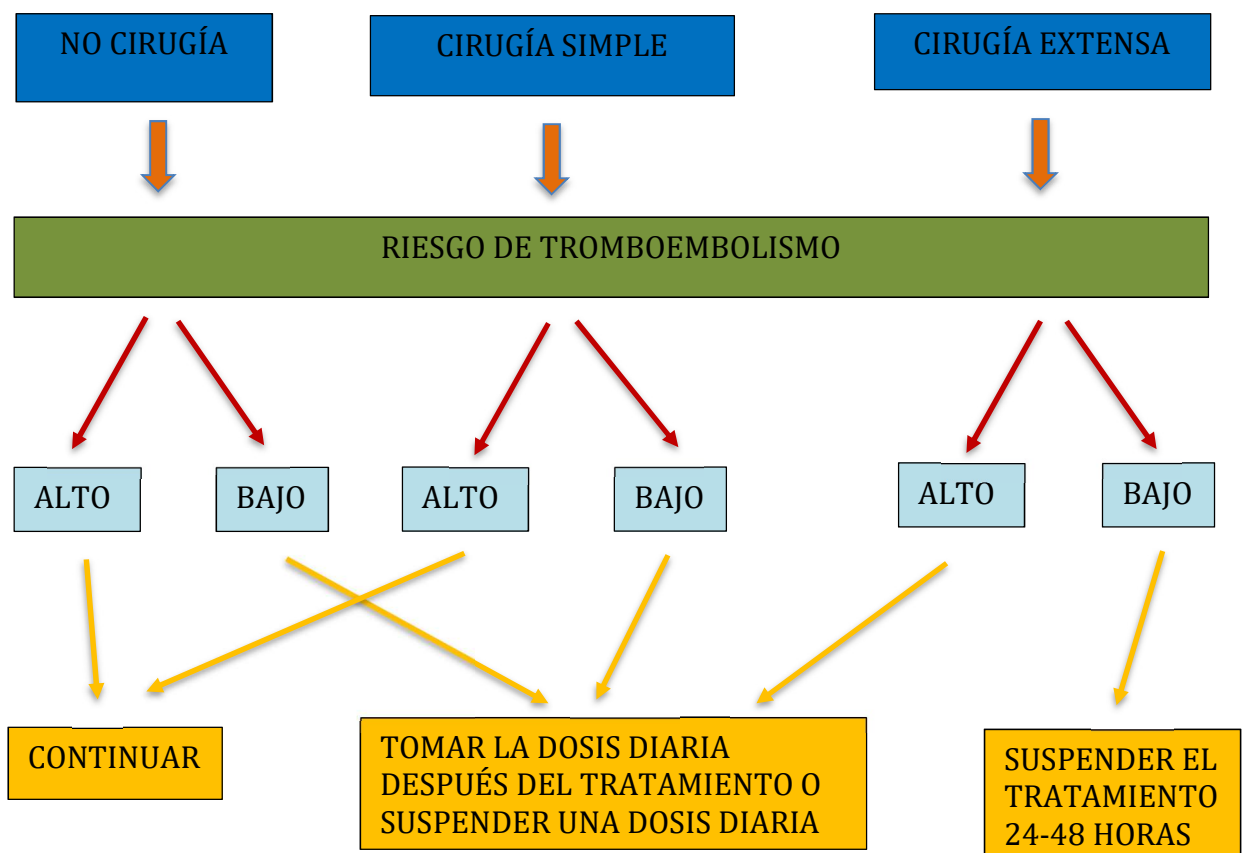 NO CIRUGÍA
CIRUGÍA SIMPLE
CIRUGÍA EXTENSA
RIESGO DE TROMBOEMBOLISMO
ALTO
BAJO
ALTO
BAJO
ALTO
BAJO
CONTINUAR
TOMAR LA DOSIS DIARIA
DESPUÉS DEL TRATAMIENTO O
SUSPENDER UNA DOSIS DIARIA
SUSPENDER EL
TRATAMIENTO
24-48 HORAS